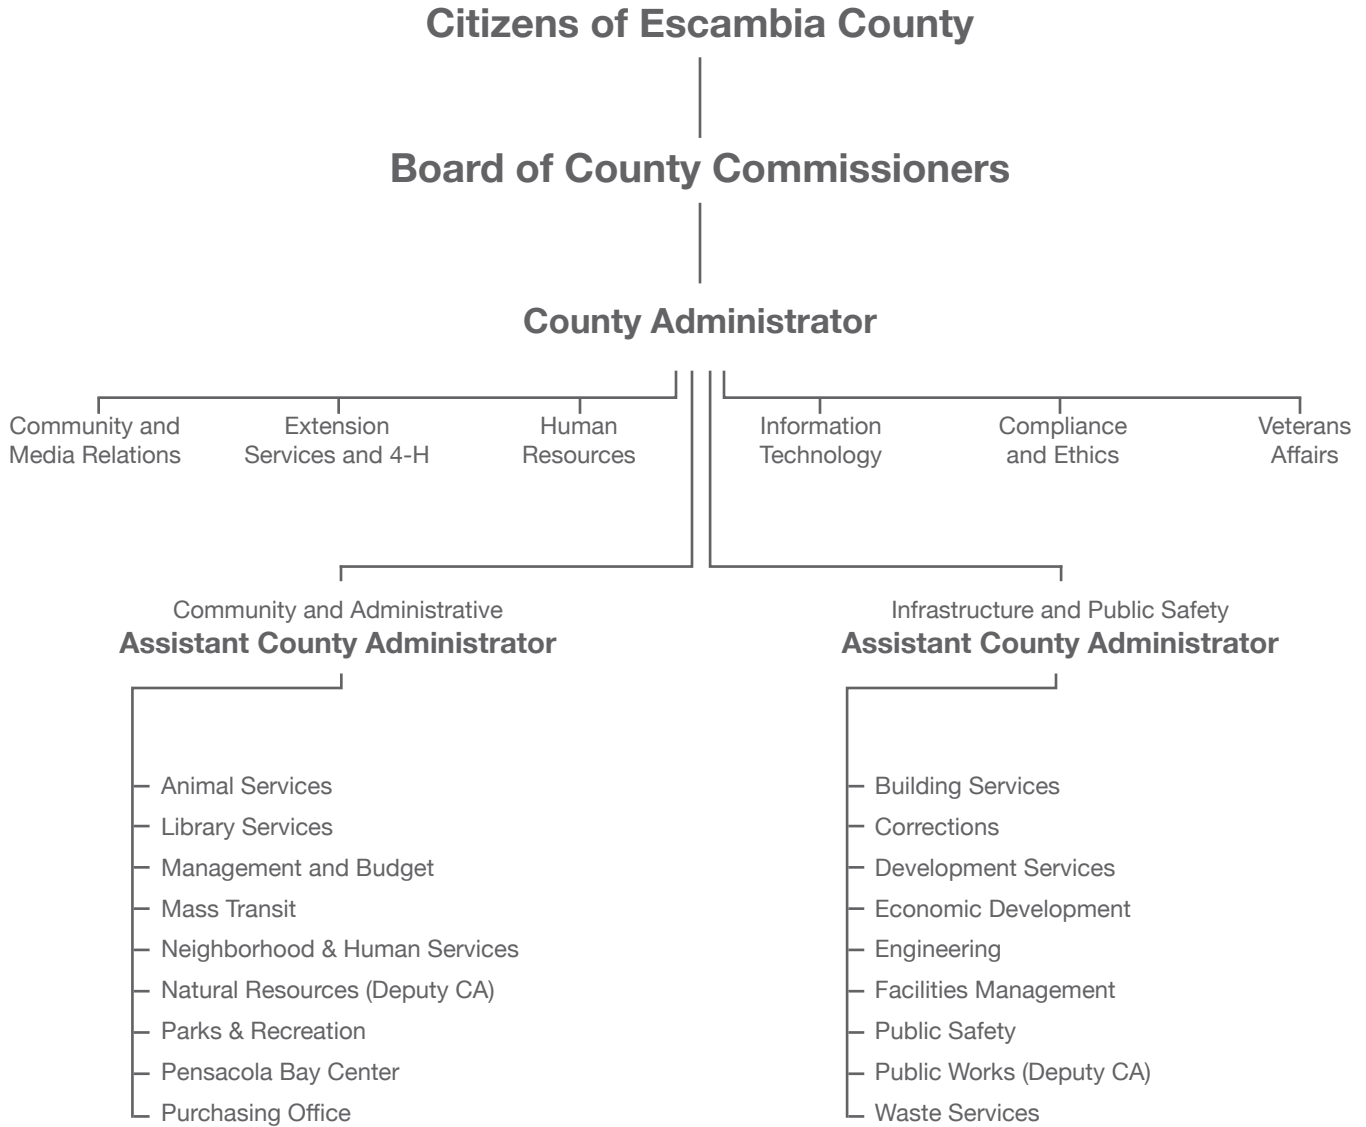 Citizens of Escambia County
Board of County Commissioners
County Administrator
Community and
Media Relations
Extension
Services and 4-H
Human
Resources
Information
Technology
Compliance
and Ethics
Veterans
Affairs
Community and Administrative
Assistant County Administrator
Animal Services
Library Services
Management and Budget
Mass Transit
Neighborhood & Human Services
Natural Resources (Deputy CA)
Parks & Recreation
Pensacola Bay Center
Purchasing Office
Infrastructure and Public Safety
Assistant County Administrator
Building Services
Corrections
Development Services
Economic Development
Engineering
Facilities Management
Public Safety
Public Works (Deputy CA)
Waste Services